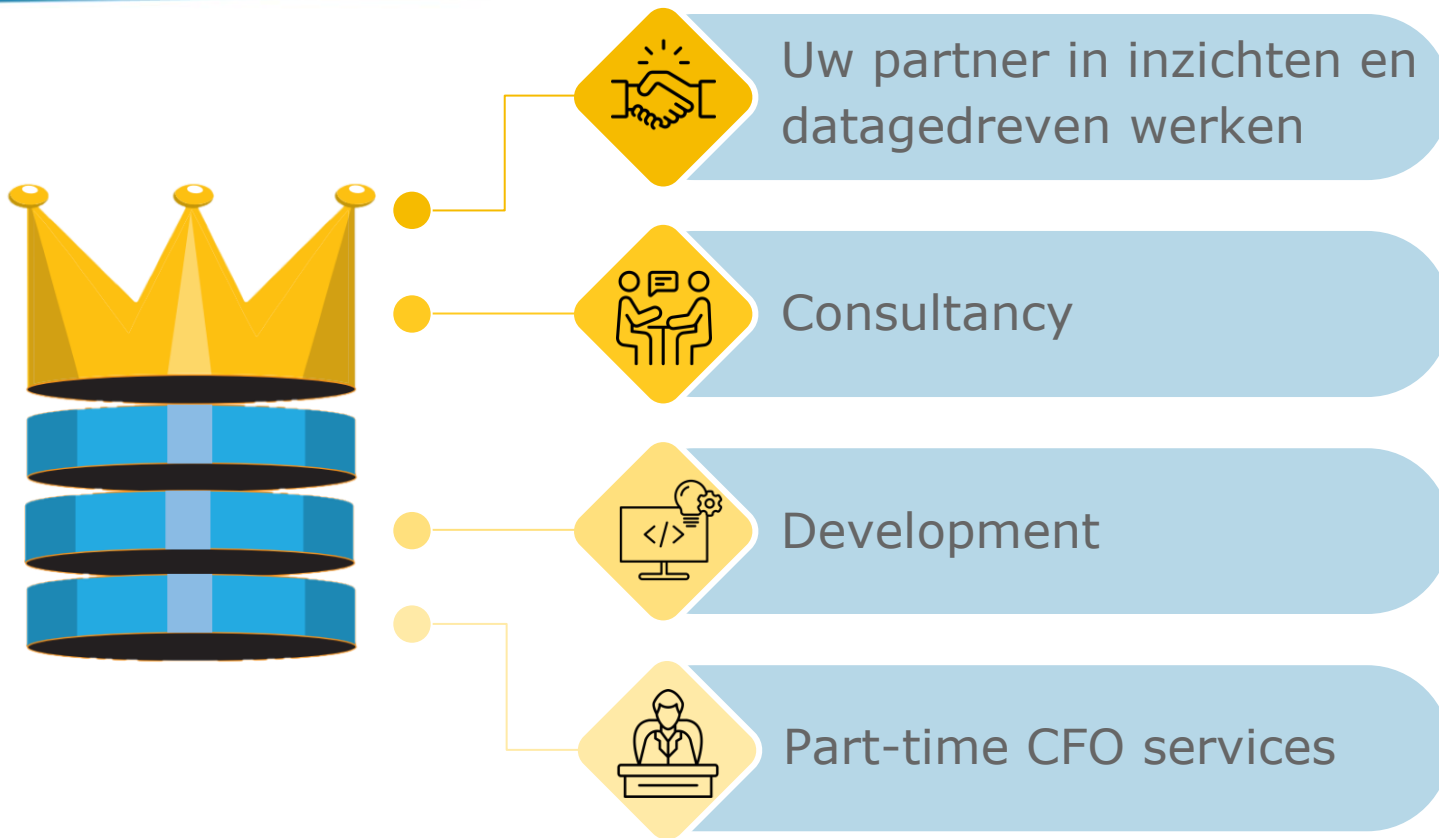 Uw partner in inzichten en
datagedreven werken
Consultancy
</>
Development
Part-time CFO services